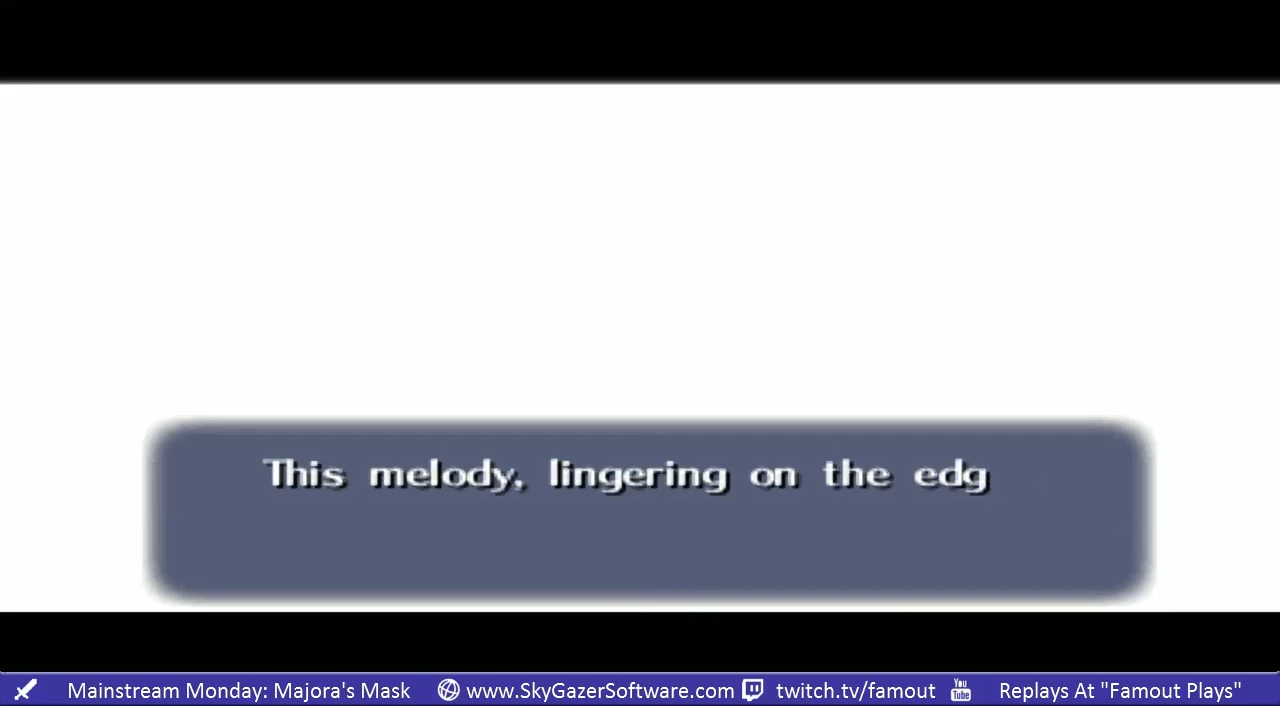 This melody, lingering on the edg
Mainstream Monday: Majora's Mask www.SkyGazerSoftware.com twitch.tv/famout You Tube Replays At "Famout Plays"